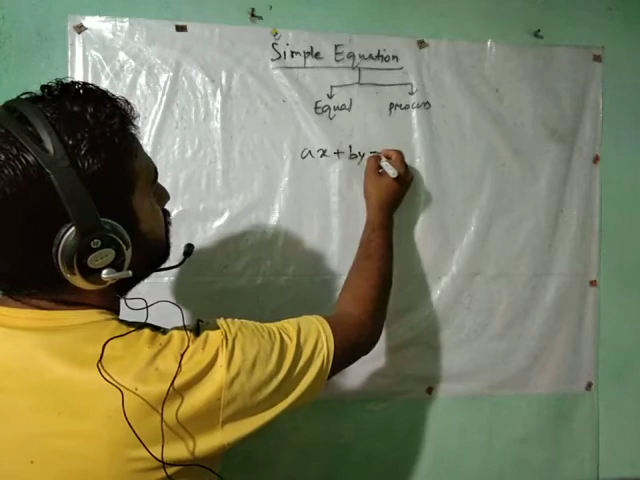 Simple Equation
Equal process
ax + by =